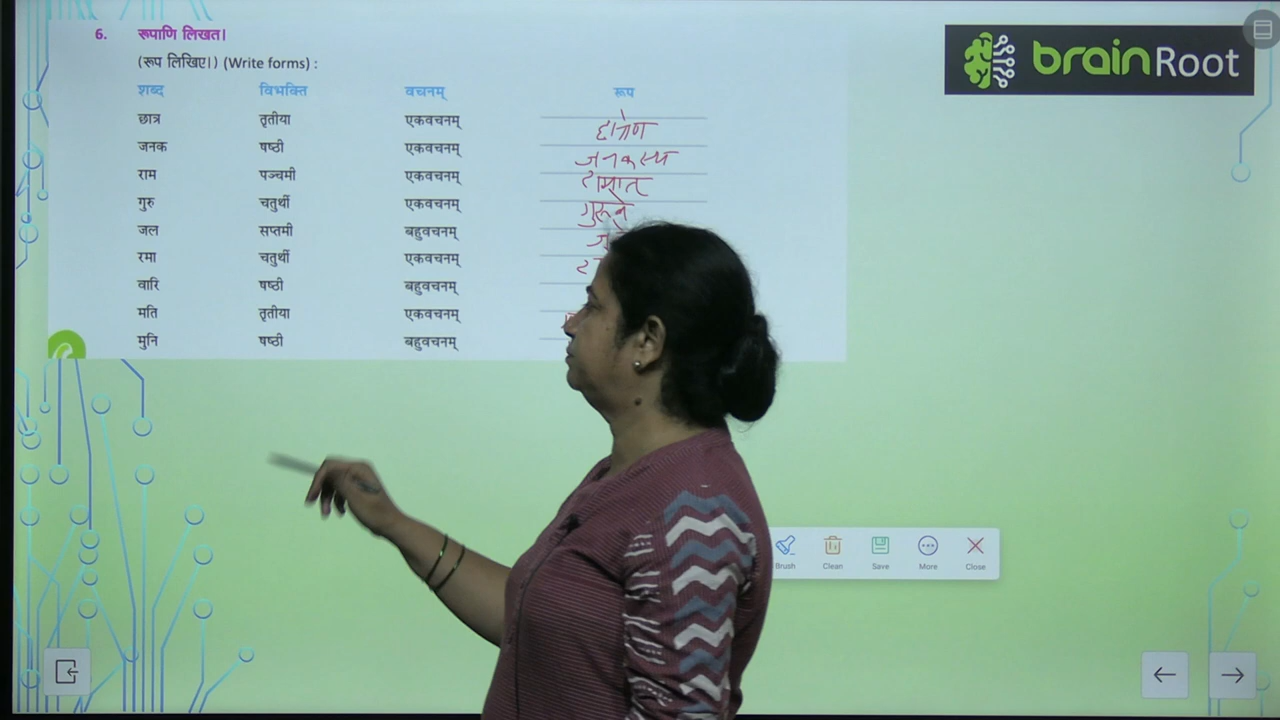 brainRoot
6. रूपाणि लिखत।
(रूप लिखिए।) (Write forms) :
शब्द विभक्ति वचनम् रूप
छात्र तृतीया एकवचनम् छात्रेण
जनक षष्ठी एकवचनम् जनकस्य
राम पञ्चमी एकवचनम् रामात्
गुरु चतुर्थी एकवचनम्
जल सप्तमी बहुवचनम्
रमा चतुर्थी एकवचनम्
वारि षष्ठी बहुवचनम्
मति तृतीया एकवचनम्
मुनि षष्ठी बहुवचनम्
Brush Clean Save More Close